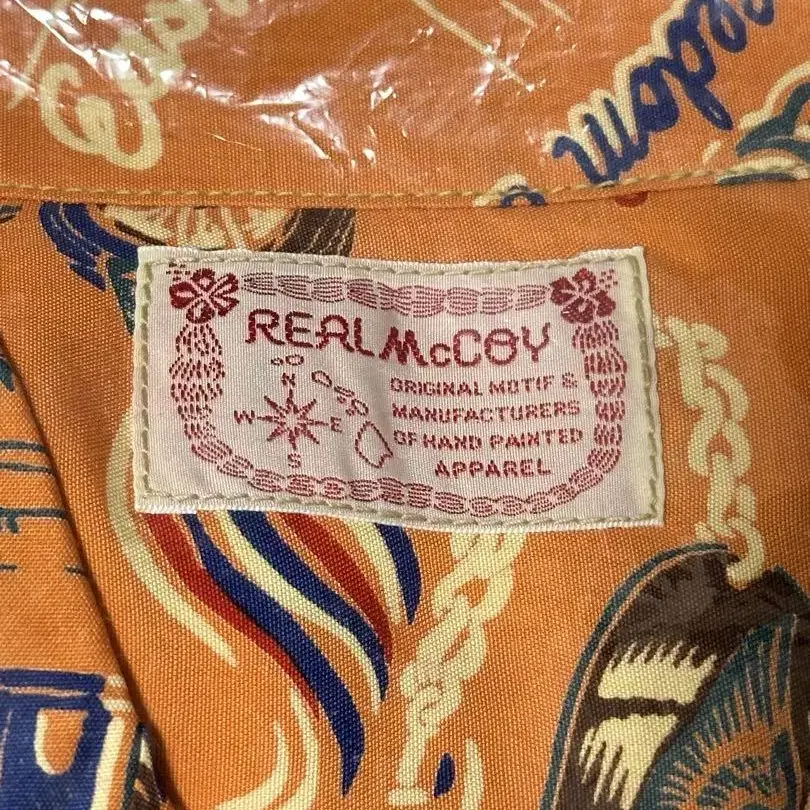 REAL McCOY
ORIGINAL MOTIF &
MANUFACTURERS
OF HAND PAINTED
APPAREL
N
W E
S